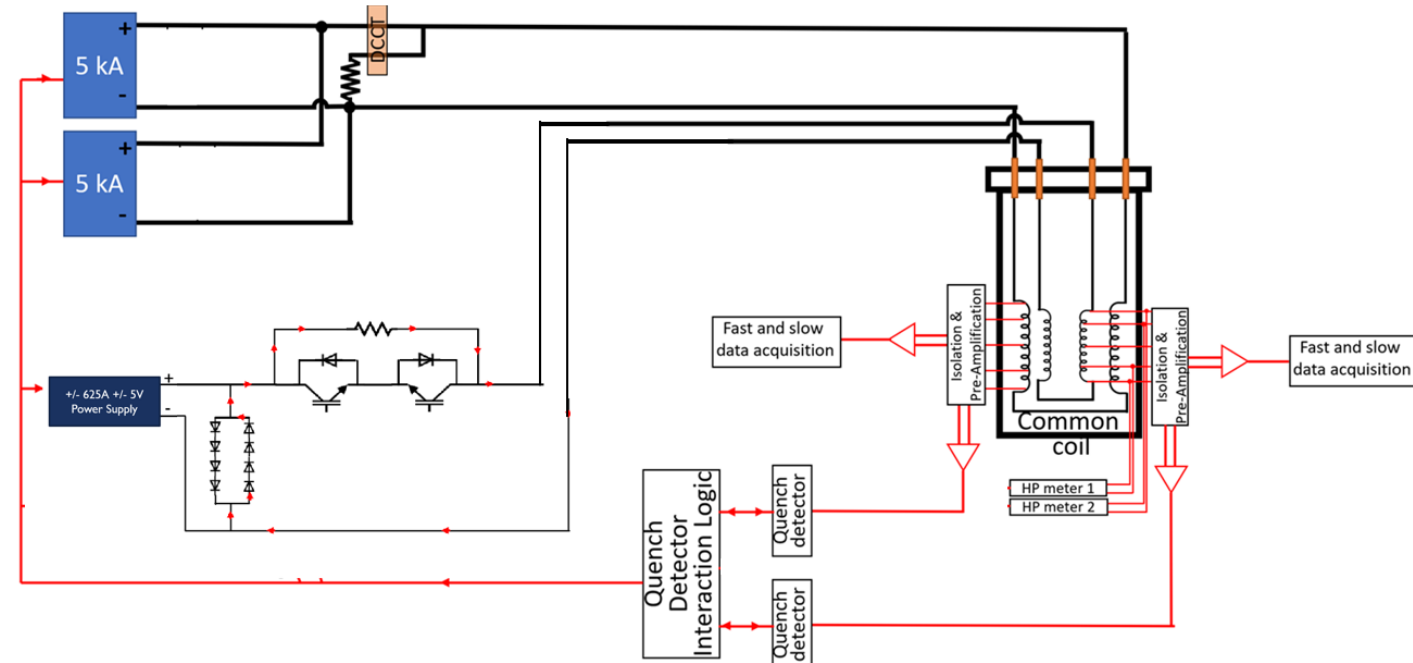 +
5 kA
-
+
5 kA
-
DCCT
+/- 625A +/- 5V
Power Supply
+
-
Fast and slow
data acquisition
Isolation &
Pre-Amplification
Common
coil
Isolation &
Pre-Amplification
Fast and slow
data acquisition
HP meter 1
HP meter 2
Quench
Detector
Interaction Logic
Quench
detector
Quench
detector